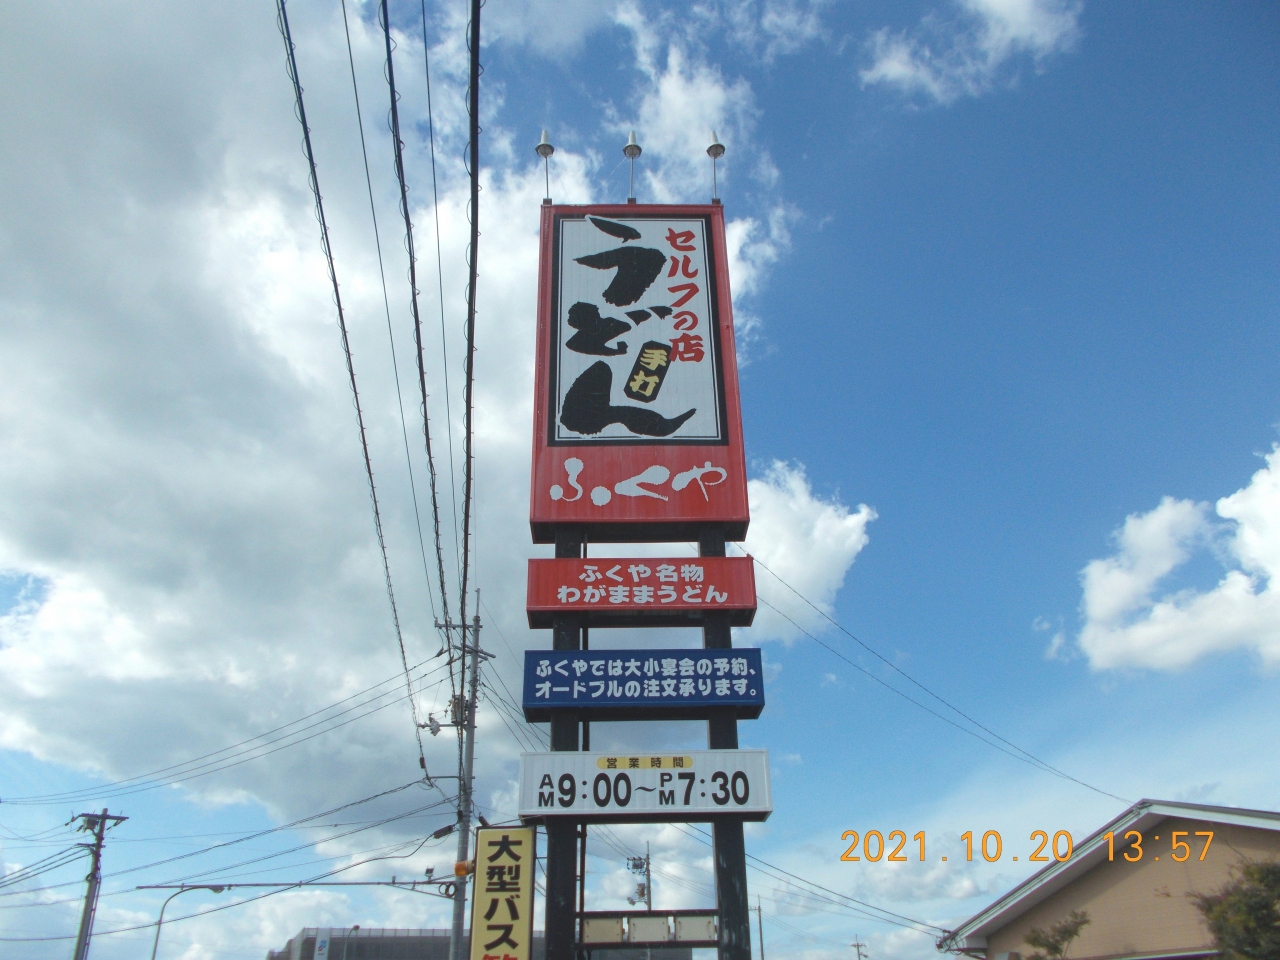 セルフの店
うどん
手打
ふくや
ふくや名物
わがままうどん
ふくやでは大小宴会の予約、
オードブルの注文承ります。
営業時間
AM9:00～PM7:30
大型バス
2021.10.20 13:57